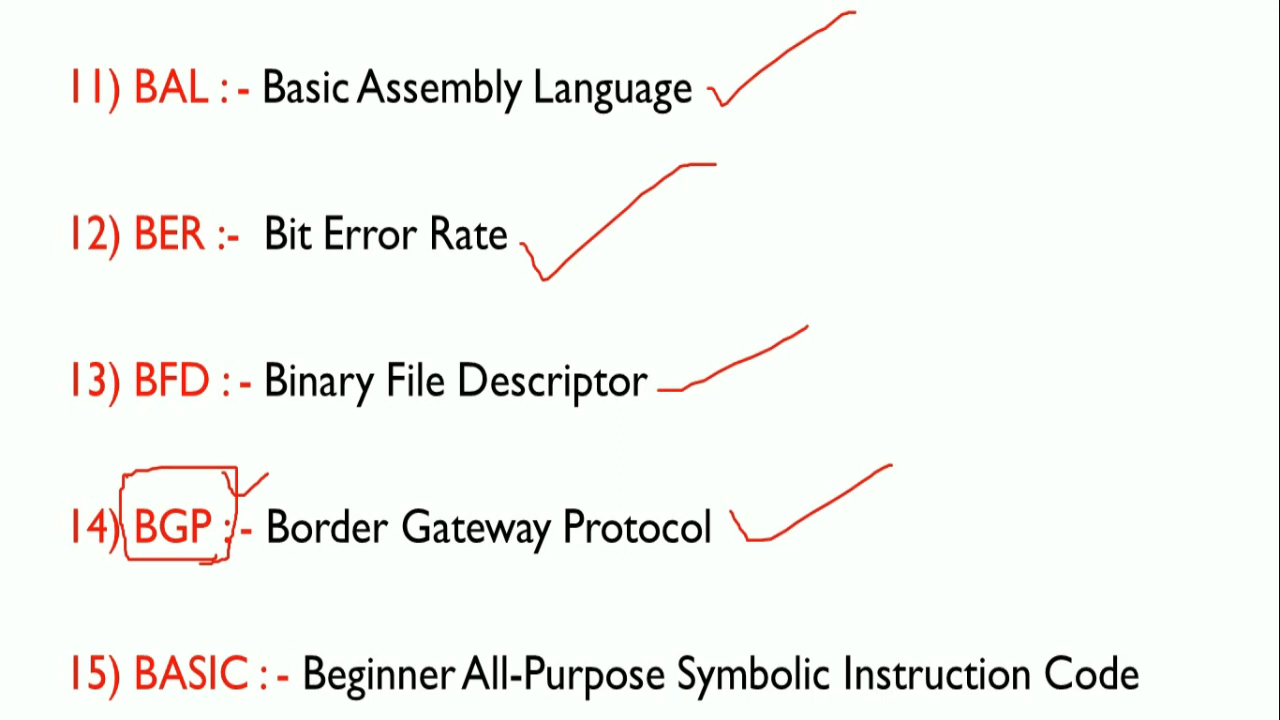 11) BAL :- Basic Assembly Language
12) BER :- Bit Error Rate
13) BFD :- Binary File Descriptor
14) BGP :- Border Gateway Protocol
15) BASIC :- Beginner All-Purpose Symbolic Instruction Code